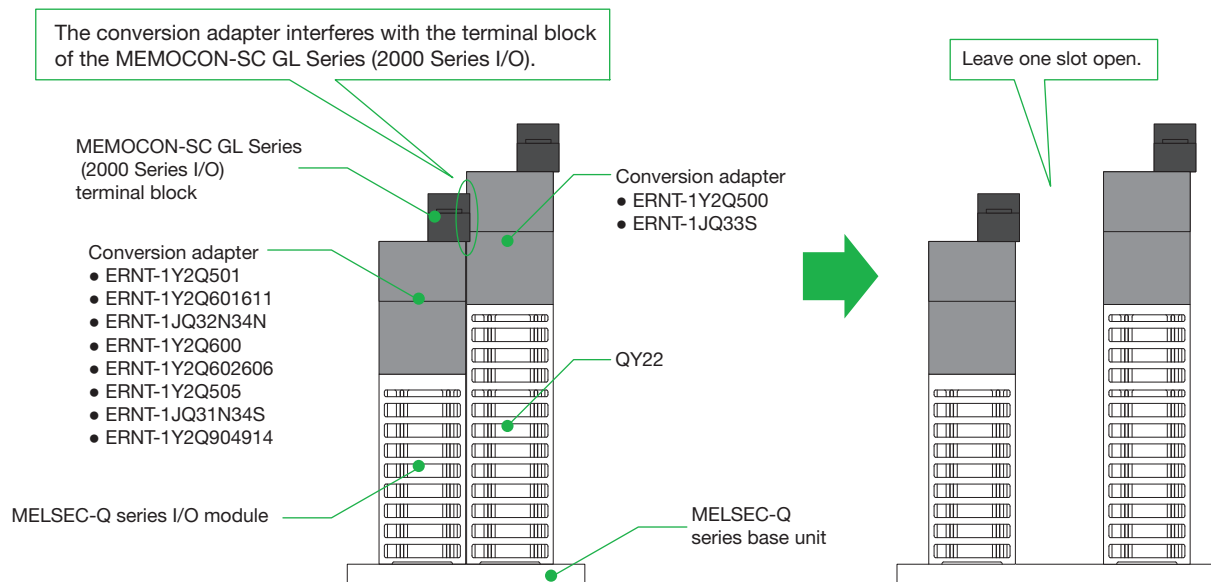 The conversion adapter interferes with the terminal block
of the MEMOCON-SC GL Series (2000 Series I/O).
Leave one slot open.
MEMOCON-SC GL Series
(2000 Series I/O)
terminal block
Conversion adapter
● ERNT-1Y2Q500
● ERNT-1JQ33S
Conversion adapter
● ERNT-1Y2Q501
● ERNT-1Y2Q601611
● ERNT-1JQ32N34N
● ERNT-1Y2Q600
● ERNT-1Y2Q602606
● ERNT-1Y2Q505
● ERNT-1JQ31N34S
● ERNT-1Y2Q904914
QY22
MELSEC-Q series I/O module
MELSEC-Q
series base unit